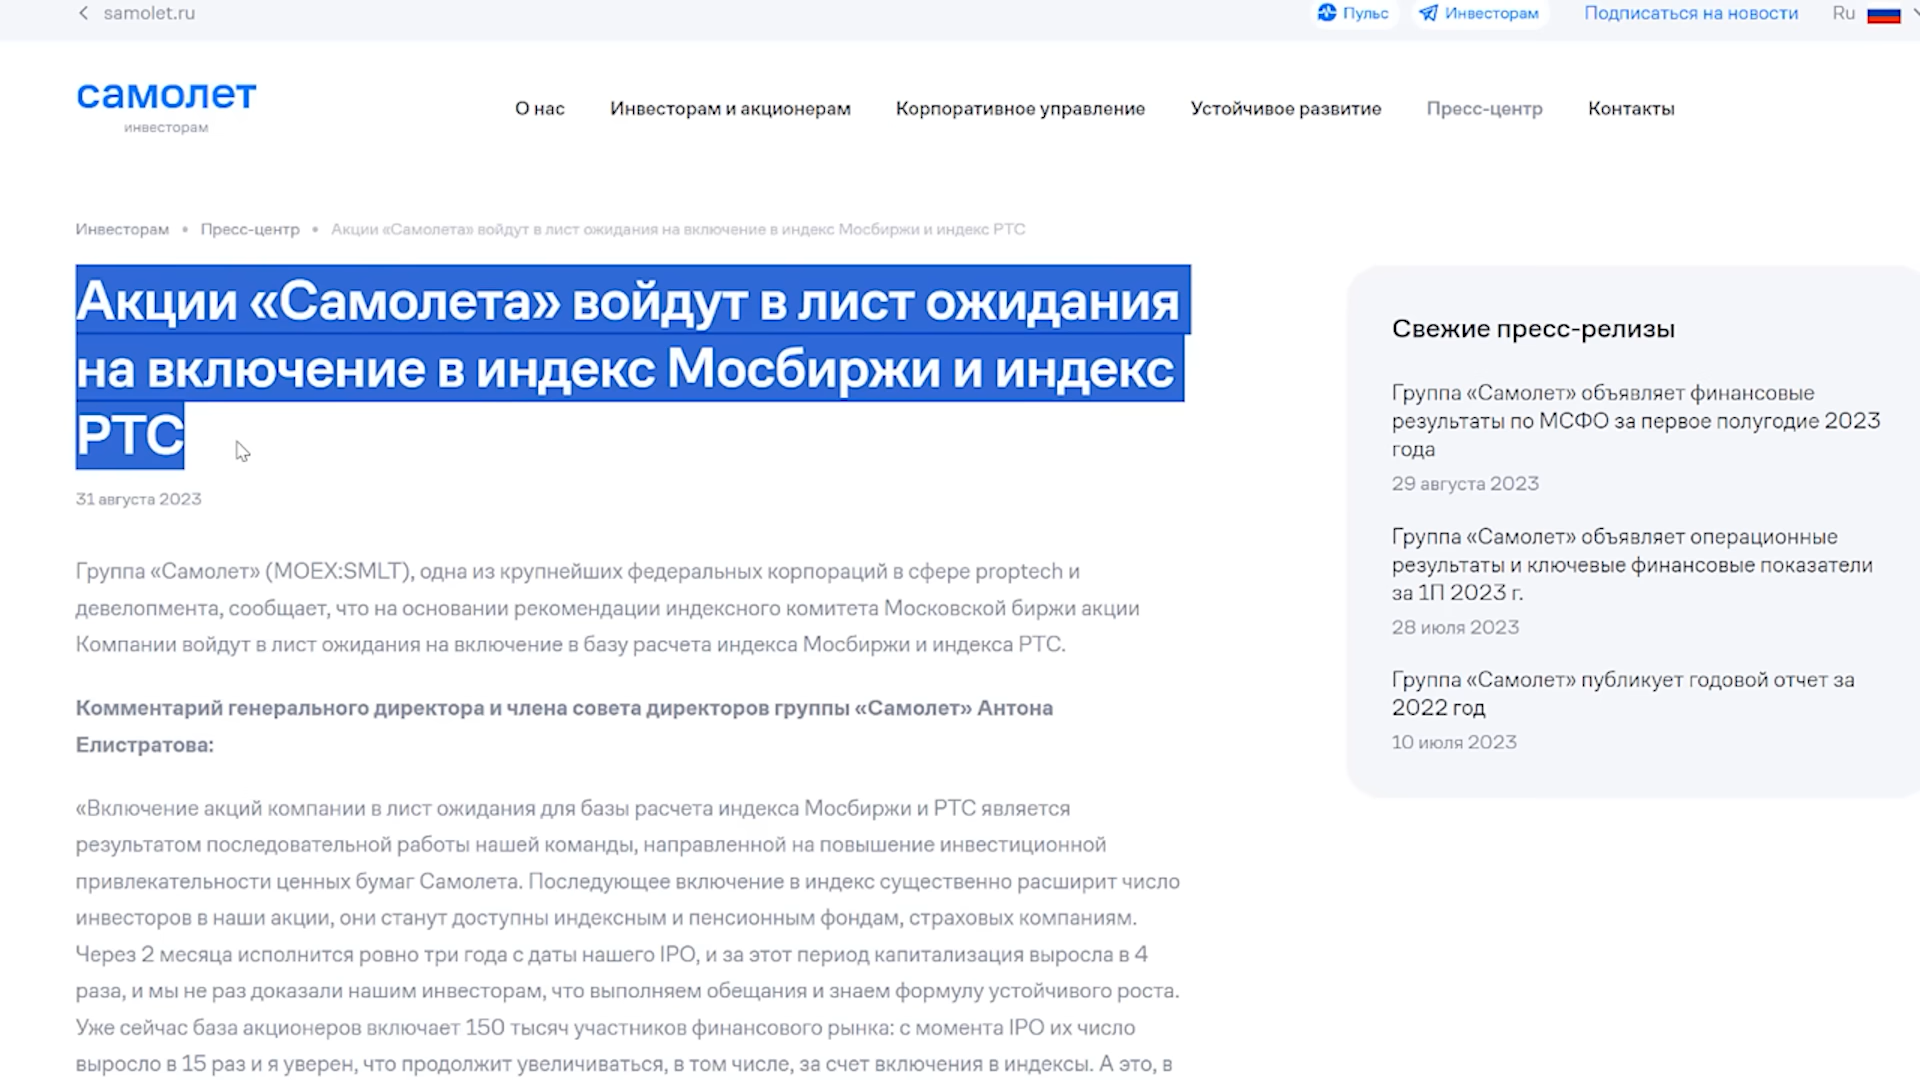 samolet.ru
Пульс
Инвесторам
Подписаться на новости
Ru
самолет
инвесторам
О нас
Инвесторам и акционерам
Корпоративное управление
Устойчивое развитие
Пресс-центр
Контакты
Инвесторам • Пресс-центр • Акции «Самолета» войдут в лист ожидания на включение в индекс Мосбиржи и индекс РТС
Акции «Самолета» войдут в лист ожидания
на включение в индекс Мосбиржи и индекс
РТС
31 августа 2023
Группа «Самолет» (MOEX:SMLT), одна из крупнейших федеральных корпораций в сфере proptech и
девелопмента, сообщает, что на основании рекомендации индексного комитета Московской биржи акции
Компании войдут в лист ожидания на включение в базу расчета индекса Мосбиржи и индекса РТС.
Комментарий генерального директора и члена совета директоров группы «Самолет» Антона
Елистратова:
«Включение акций компании в лист ожидания для базы расчета индекса Мосбиржи и РТС является
результатом последовательной работы нашей команды, направленной на повышение инвестиционной
привлекательности ценных бумаг Самолета. Последующее включение в индекс существенно расширит число
инвесторов в наши акции, они станут доступны индексным и пенсионным фондам, страховых компаниям.
Через 2 месяца исполнится ровно три года с даты нашего IPO, и за этот период капитализация выросла в 4
раза, и мы не раз доказали нашим инвесторам, что выполняем обещания и знаем формулу устойчивого роста.
Уже сейчас база акционеров включает 150 тысяч участников финансового рынка: с момента IPO их число
выросло в 15 раз и я уверен, что продолжит увеличиваться, в том числе, за счет включения в индексы. А это, в
Свежие пресс-релизы
Группа «Самолет» объявляет финансовые
результаты по МСФО за первое полугодие 2023
года
29 августа 2023
Группа «Самолет» объявляет операционные
результаты и ключевые финансовые показатели
за 1П 2023 г.
28 июля 2023
Группа «Самолет» публикует годовой отчет за
2022 год
10 июля 2023